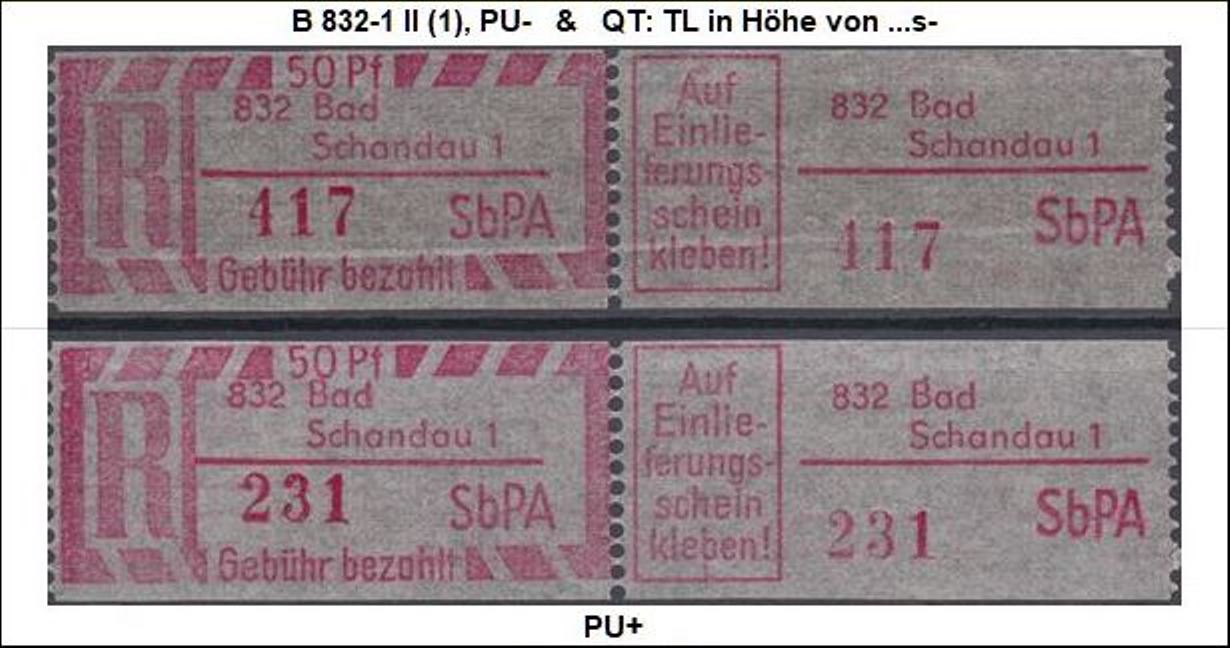 B 832-1 II (1), PU-   &   QT: TL in Höhe von ...s-
50 Pf
832 Bad
Schandau 1
R
417 SbPA
Gebühr bezahlt
Auf
Einlie-
ferungs-
schein
kleben!
832 Bad
Schandau 1
SbPA
417
50 Pf
832 Bad
Schandau 1
R
231 SbPA
Gebühr bezahlt
Auf
Einlie-
ferungs-
schein
kleben!
832 Bad
Schandau 1
SbPA
231
PU+